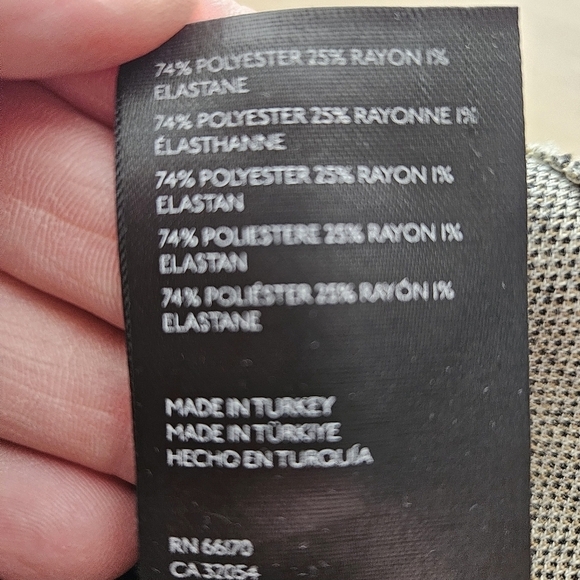 74% POLYESTER 25% RAYON 1%
ELASTANE
74% POLYESTER 25% RAYONNE 1%
ÉLASTHANNE
74% POLYESTER 25% RAYON 1%
ELASTAN
74% POLIESTERE 25% RAYON 1%
ELASTAN
74% POLIÉSTER 25% RAYÓN 1%
ELASTANE
MADE IN TURKEY
MADE IN TÜRKIYE
HECHO EN TURQUÍA
RN 66170
CA 32054